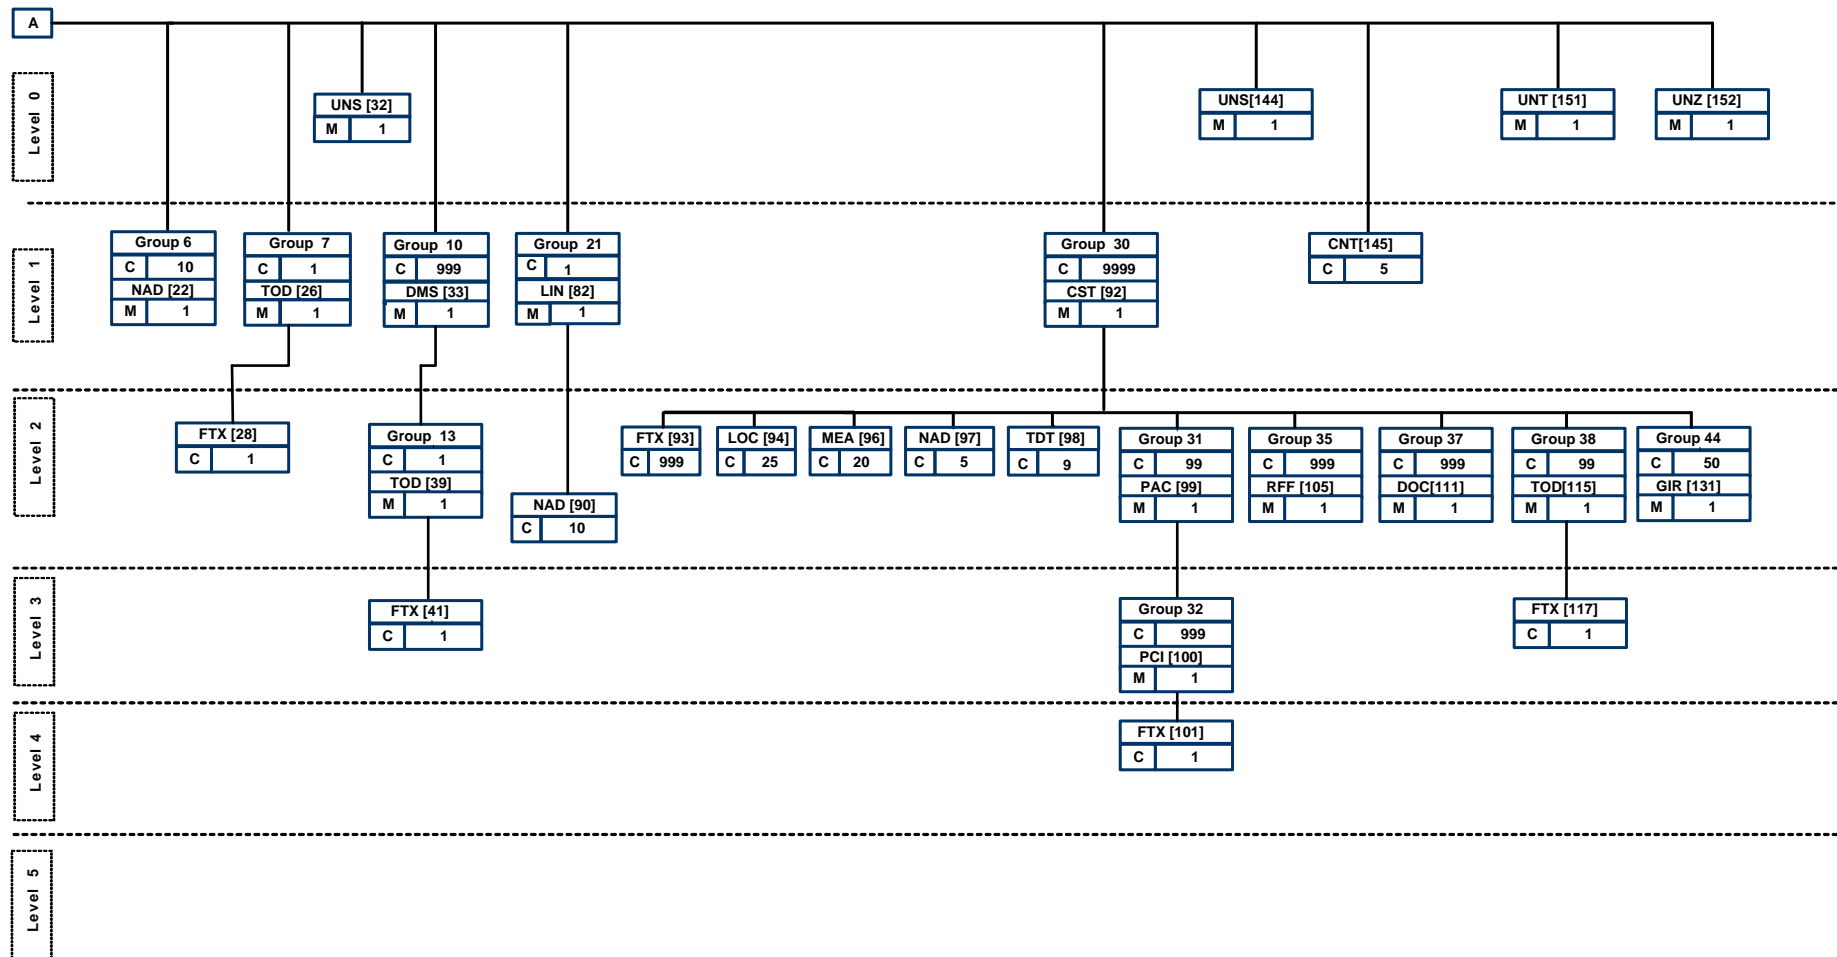 A
Level 0
UNS [32]
M 1
UNS[144]
M 1
UNT [151]
M 1
UNZ [152]
M 1
Level 1
Group 6
C 10
NAD [22]
M 1
Group 7
C 1
TOD [26]
M 1
Group 10
C 999
DMS [33]
M 1
Group 21
C 1
LIN [82]
M 1
Group 30
C 9999
CST [92]
M 1
CNT[145]
C 5
Level 2
FTX [28]
C 1
Group 13
C 1
TOD [39]
M 1
NAD [90]
C 10
FTX [93]
C 999
LOC [94]
C 25
MEA [96]
C 20
NAD [97]
C 5
TDT [98]
C 9
Group 31
C 99
PAC [99]
M 1
Group 35
C 999
RFF [105]
M 1
Group 37
C 999
DOC[111]
M 1
Group 38
C 99
TOD[115]
M 1
Group 44
C 50
GIR [131]
M 1
Level 3
FTX [41]
C 1
Group 32
C 999
PCI [100]
M 1
FTX [117]
C 1
Level 4
FTX [101]
C 1
Level 5